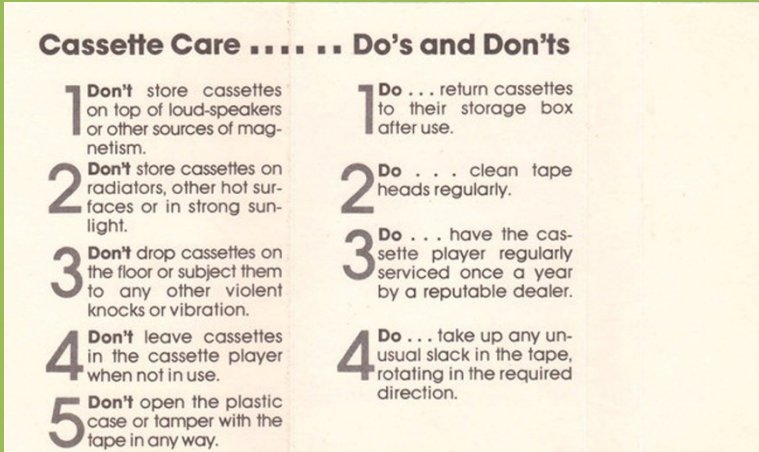 Cassette Care ..... .. Do's and Don'ts
1 Don't store cassettes
on top of loud-speakers
or other sources of mag-
netism.
2 Don't store cassettes on
radiators, other hot sur-
faces or in strong sun-
light.
3 Don't drop cassettes on
the floor or subject them
to any other violent
knocks or vibration.
4 Don't leave cassettes
in the cassette player
when not in use.
5 Don't open the plastic
case or tamper with the
tape in any way.
1 Do ... return cassettes
to their storage box
after use.
2 Do ... clean tape
heads regularly.
3 Do ... have the cas-
sette player regularly
serviced once a year
by a reputable dealer.
4 Do ... take up any un-
usual slack in the tape,
rotating in the required
direction.